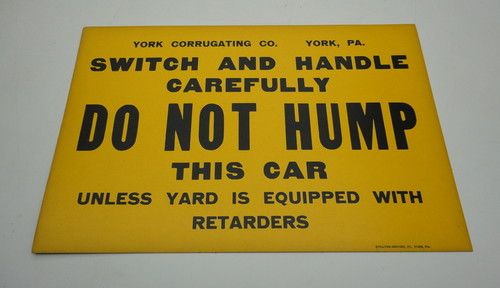 YORK CORRUGATING CO. YORK, PA.
SWITCH AND HANDLE
CAREFULLY
DO NOT HUMP
THIS CAR
UNLESS YARD IS EQUIPPED WITH
RETARDERS